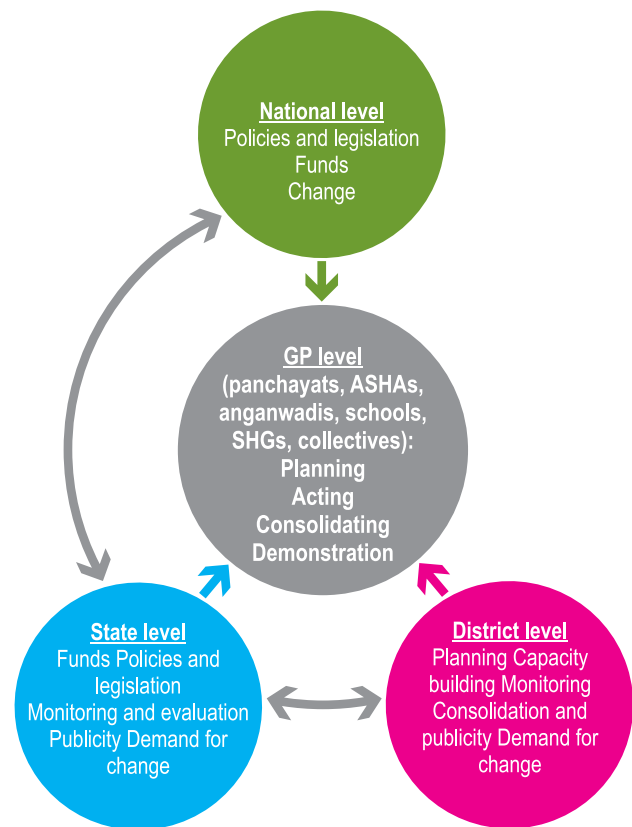 National level
Policies and legislation
Funds
Change
GP level
(panchayats, ASHAs,
anganwadis, schools,
SHGs, collectives):
Planning
Acting
Consolidating
Demonstration
State level
Funds Policies and
legislation
Monitoring and evaluation
Publicity Demand for
change
District level
Planning Capacity
building Monitoring
Consolidation and
publicity Demand for
change